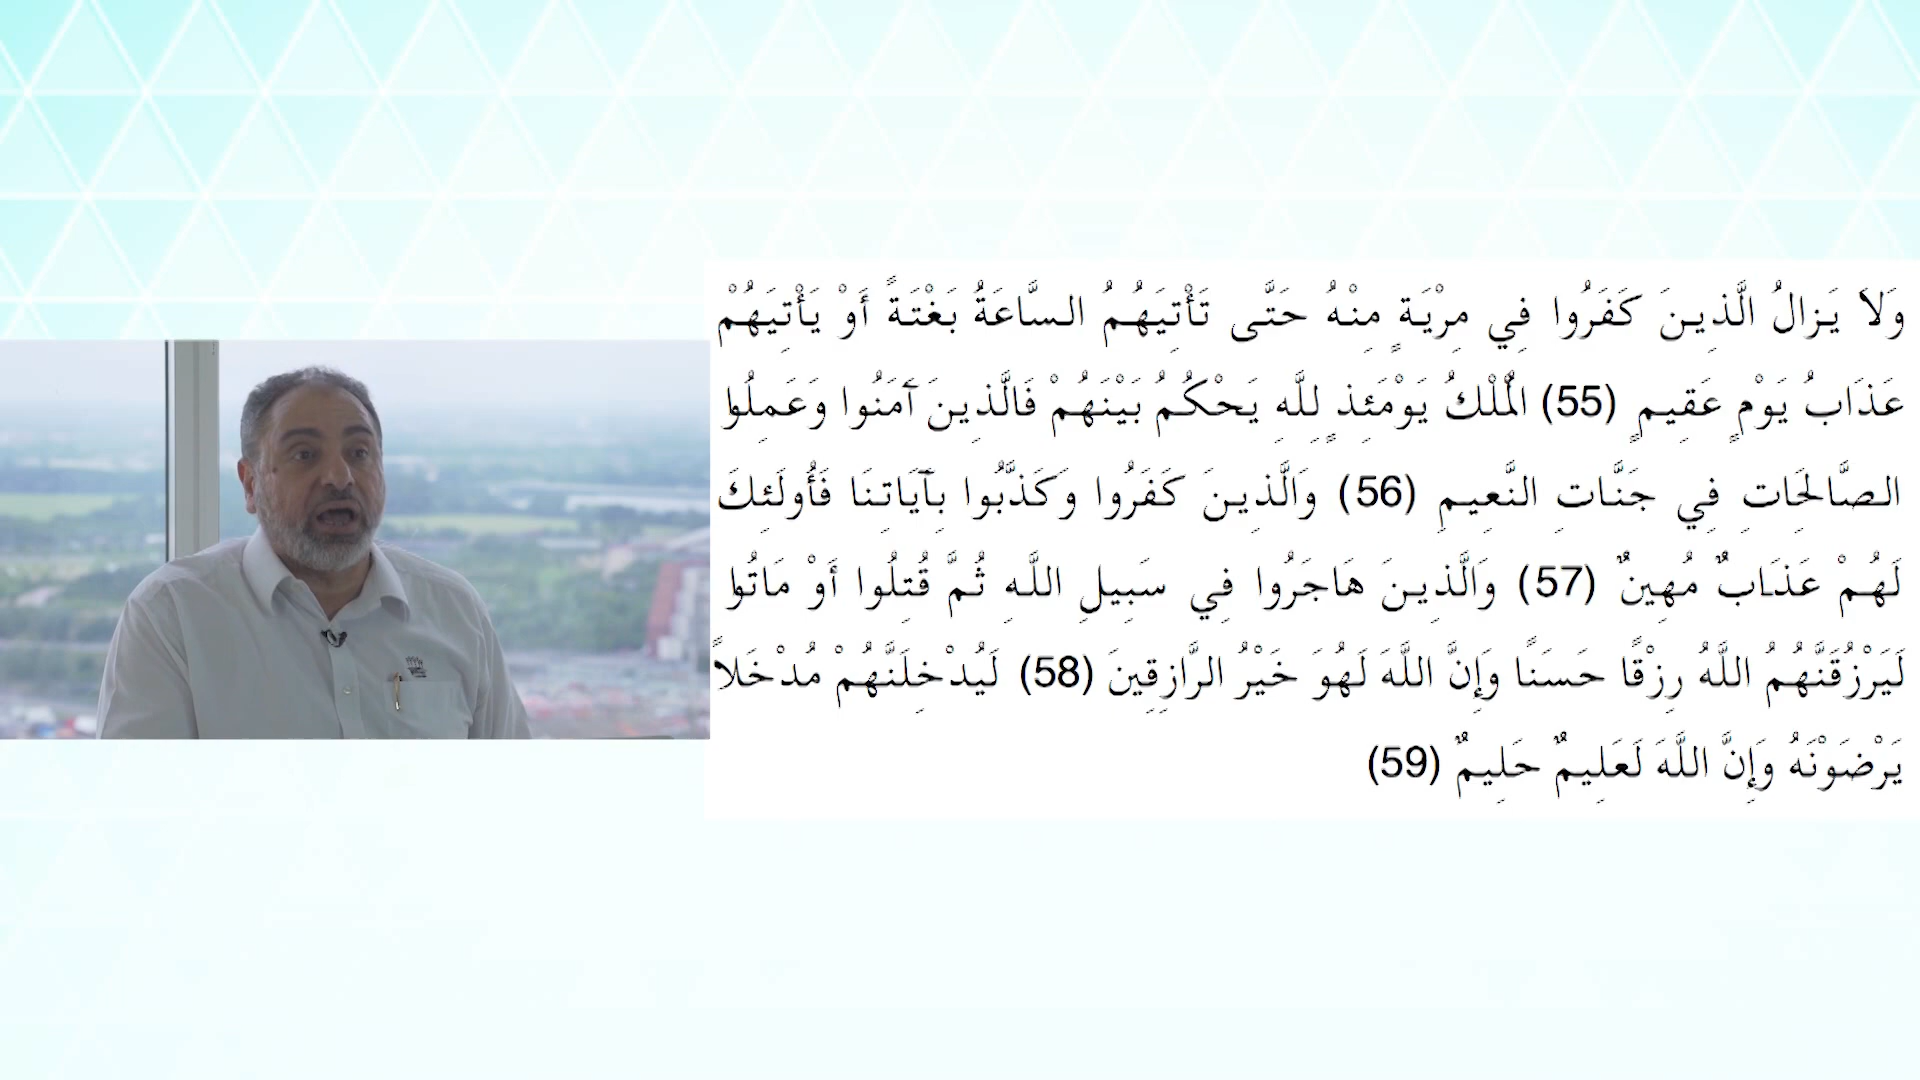 وَلاَ يَزالُ الَّذِينَ كَفَرُوا فِي مِرْيَةٍ مِنْهُ حَتَّى تَأْتِيَهُمُ السَّاعَةُ بَغْتَةً أَوْ يَأْتِيَهُمْ
عَذَابُ يَوْمٍ عَقِيمٍ (55) الْمُلْكُ يَوْمَئِذٍ لِلَّهِ يَحْكُمُ بَيْنَهُمْ فَالَّذِينَ آمَنُوا وَعَمِلُوا
الصَّالِحَاتِ فِي جَنَّاتِ النَّعِيمِ (56) وَالَّذِينَ كَفَرُوا وَكَذَّبُوا بِآيَاتِنَا فَأُولَئِكَ
لَهُمْ عَذَابٌ مُهِينٌ (57) وَالَّذِينَ هَاجَرُوا فِي سَبِيلِ اللَّهِ ثُمَّ قُتِلُوا أَوْ مَاتُوا
لَيَرْزُقَنَّهُمُ اللَّهُ رِزْقًا حَسَنًا وَإِنَّ اللَّهَ لَهُوَ خَيْرُ الرَّازِقِينَ (58) لَيُدْخِلَنَّهُمْ مُدْخَلاً
يَرْضَوْنَهُ وَإِنَّ اللَّهَ لَعَلِيمٌ حَلِيمٌ (59)